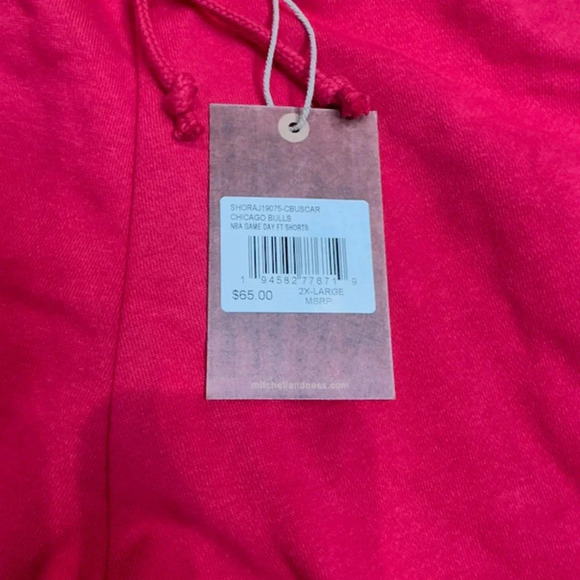 SHORAJ19075-CBUSCAR
CHICAGO BULLS
NBA GAME DAY FT SHORTS
1 94582 77671 9
$65.00 2X-LARGE
MSRP
mitchellandness.com